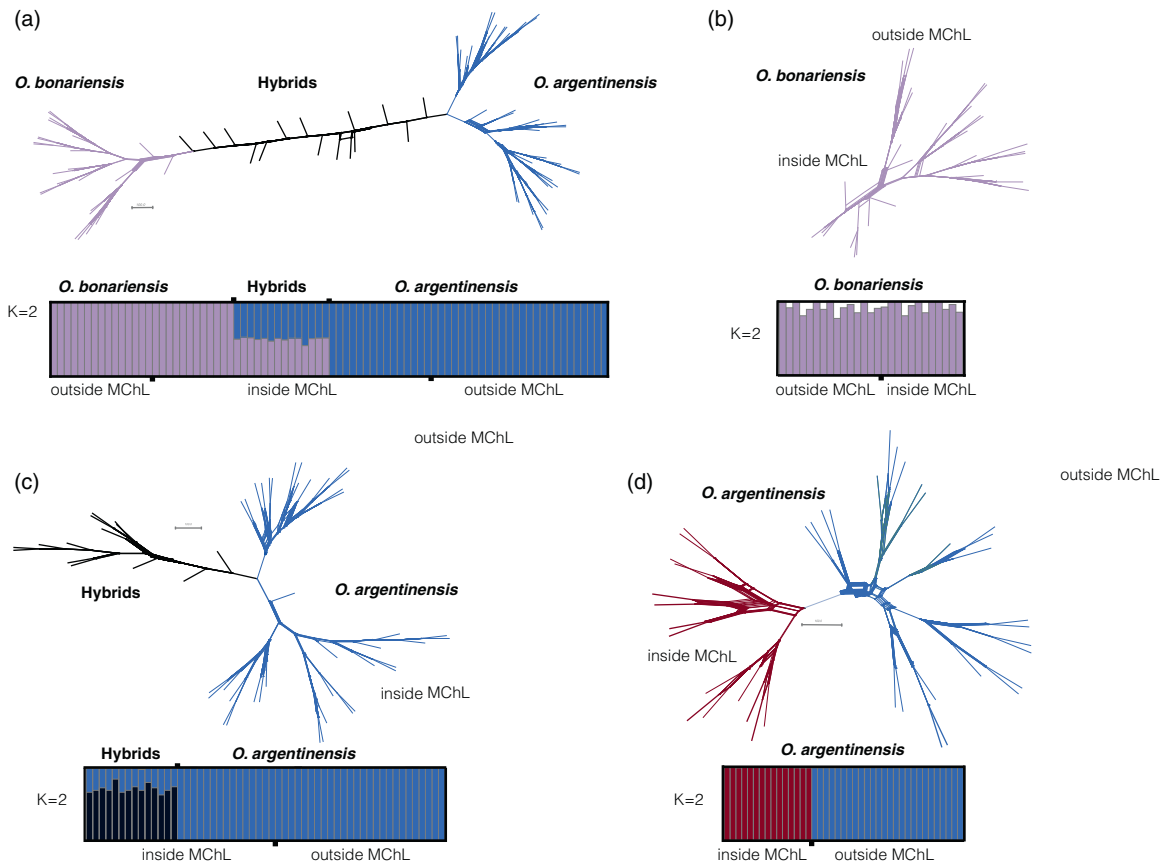 (a)
O. bonariensis
Hybrids
O. argentinensis
O. bonariensis
Hybrids
O. argentinensis
K=2
outside MChL
inside MChL
outside MChL
(b)
outside MChL
O. bonariensis
inside MChL
O. bonariensis
K=2
outside MChL
inside MChL
(c)
outside MChL
Hybrids
O. argentinensis
inside MChL
Hybrids
O. argentinensis
K=2
inside MChL
outside MChL
(d)
outside MChL
O. argentinensis
inside MChL
O. argentinensis
K=2
inside MChL
outside MChL